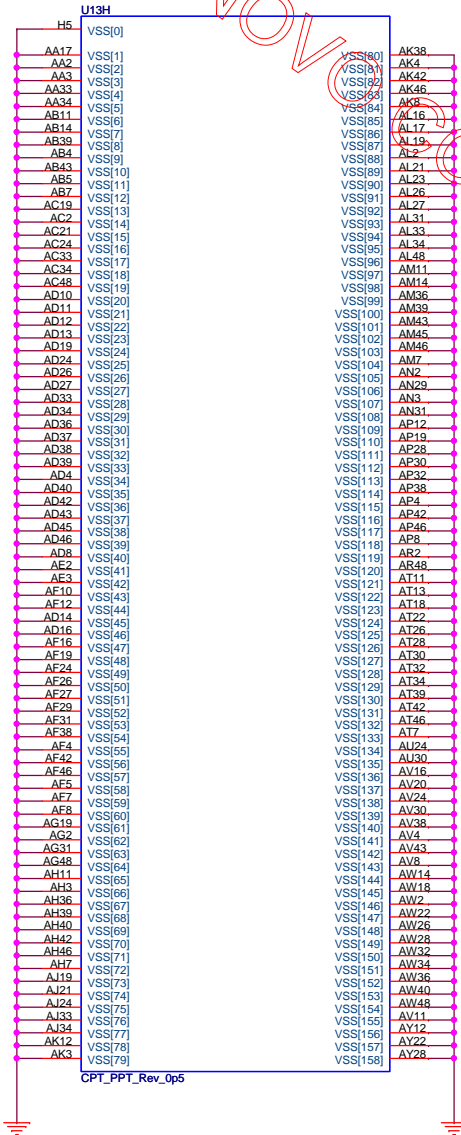 U13H
H5 VSS[0]
AA17 VSS[1] VSS[80] AK38
AA2 VSS[2] VSS[81] AK4
AA3 VSS[3] VSS[82] AK42
AA33 VSS[4] VSS[83] AK46
AA34 VSS[5] VSS[84] AK8
AB11 VSS[6] VSS[85] AL16
AB14 VSS[7] VSS[86] AL17
AB39 VSS[8] VSS[87] AL19
AB4 VSS[9] VSS[88] AL2
AB43 VSS[10] VSS[89] AL21
AB5 VSS[11] VSS[90] AL23
AB7 VSS[12] VSS[91] AL26
AC19 VSS[13] VSS[92] AL27
AC2 VSS[14] VSS[93] AL31
AC21 VSS[15] VSS[94] AL33
AC24 VSS[16] VSS[95] AL34
AC33 VSS[17] VSS[96] AL48
AC34 VSS[18] VSS[97] AM11
AC48 VSS[19] VSS[98] AM14
AD10 VSS[20] VSS[99] AM36
AD11 VSS[21] VSS[100] AM39
AD12 VSS[22] VSS[101] AM43
AD13 VSS[23] VSS[102] AM45
AD19 VSS[24] VSS[103] AM46
AD24 VSS[25] VSS[104] AM7
AD26 VSS[26] VSS[105] AN2
AD27 VSS[27] VSS[106] AN29
AD33 VSS[28] VSS[107] AN3
AD34 VSS[29] VSS[108] AN31
AD36 VSS[30] VSS[109] AP12
AD37 VSS[31] VSS[110] AP19
AD38 VSS[32] VSS[111] AP28
AD39 VSS[33] VSS[112] AP30
AD4 VSS[34] VSS[113] AP32
AD40 VSS[35] VSS[114] AP38
AD42 VSS[36] VSS[115] AP4
AD43 VSS[37] VSS[116] AP42
AD45 VSS[38] VSS[117] AP46
AD46 VSS[39] VSS[118] AP8
AD8 VSS[40] VSS[119] AR2
AE2 VSS[41] VSS[120] AR48
AE3 VSS[42] VSS[121] AT11
AF10 VSS[43] VSS[122] AT13
AF12 VSS[44] VSS[123] AT18
AD14 VSS[45] VSS[124] AT22
AD16 VSS[46] VSS[125] AT26
AF16 VSS[47] VSS[126] AT28
AF19 VSS[48] VSS[127] AT30
AF24 VSS[49] VSS[128] AT32
AF26 VSS[50] VSS[129] AT34
AF27 VSS[51] VSS[130] AT39
AF29 VSS[52] VSS[131] AT42
AF31 VSS[53] VSS[132] AT46
AF38 VSS[54] VSS[133] AT7
AF4 VSS[55] VSS[134] AU24
AF42 VSS[56] VSS[135] AU30
AF46 VSS[57] VSS[136] AV16
AF5 VSS[58] VSS[137] AV20
AF7 VSS[59] VSS[138] AV24
AF8 VSS[60] VSS[139] AV30
AG19 VSS[61] VSS[140] AV38
AG2 VSS[62] VSS[141] AV4
AG31 VSS[63] VSS[142] AV43
AG48 VSS[64] VSS[143] AV8
AH11 VSS[65] VSS[144] AW14
AH3 VSS[66] VSS[145] AW18
AH36 VSS[67] VSS[146] AW2
AH39 VSS[68] VSS[147] AW22
AH40 VSS[69] VSS[148] AW26
AH42 VSS[70] VSS[149] AW28
AH46 VSS[71] VSS[150] AW32
AH7 VSS[72] VSS[151] AW34
AJ19 VSS[73] VSS[152] AW36
AJ21 VSS[74] VSS[153] AW40
AJ24 VSS[75] VSS[154] AW48
AJ33 VSS[76] VSS[155] AV11
AJ34 VSS[77] VSS[156] AY12
AK12 VSS[78] VSS[157] AY22
AK3 VSS[79] VSS[158] AY28
CPT_PPT_Rev_0p5